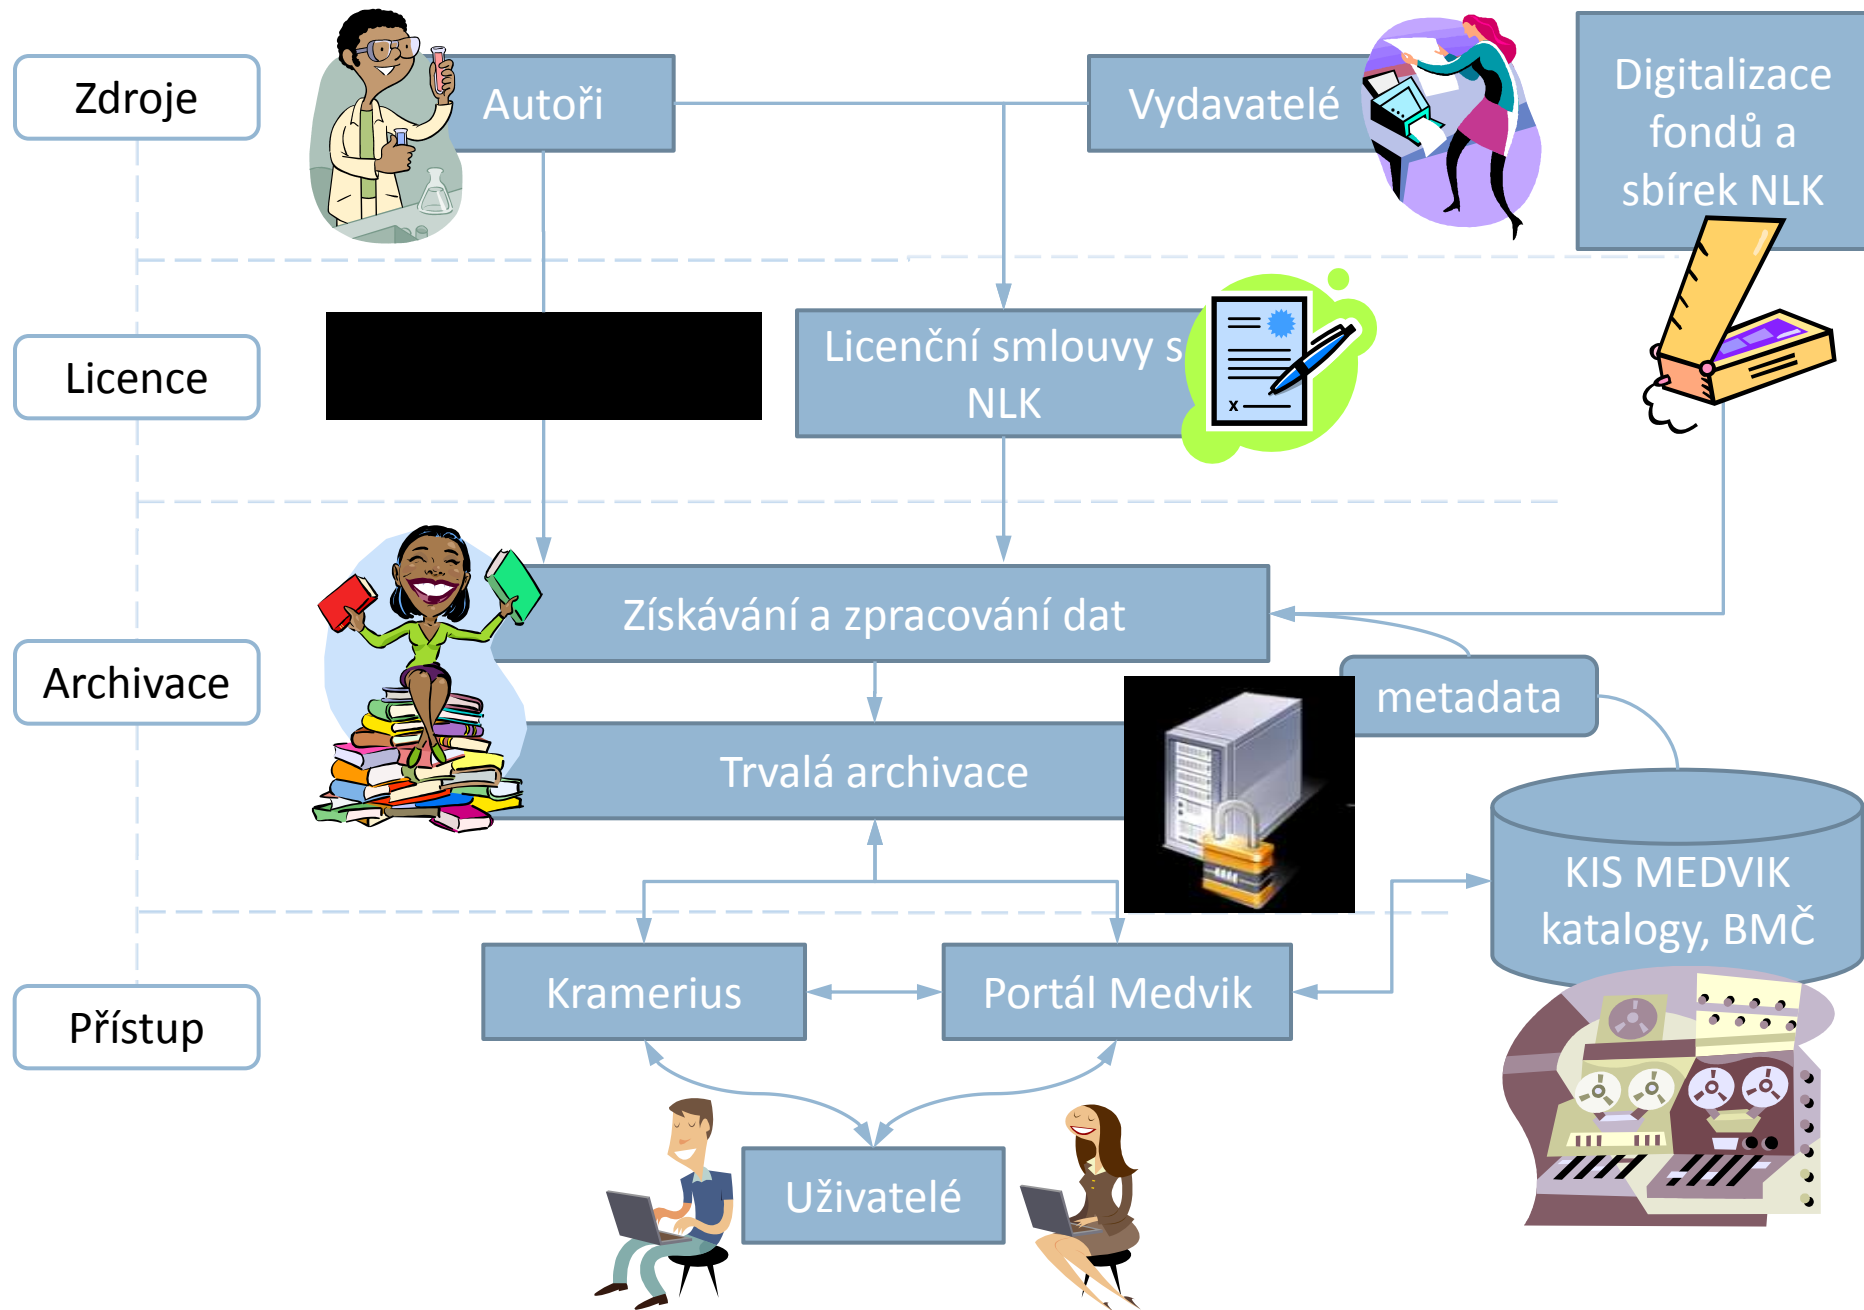 Zdroje
Autoři
Vydavatelé
Digitalizace
fondů a
sbírek NLK
Licence
Licenční smlouvy s
NLK
x
Získávání a zpracování dat
Archivace
metadata
Trvalá archivace
KIS MEDVIK
katalogy, BMČ
Kramerius
Portál Medvik
Přístup
Uživatelé